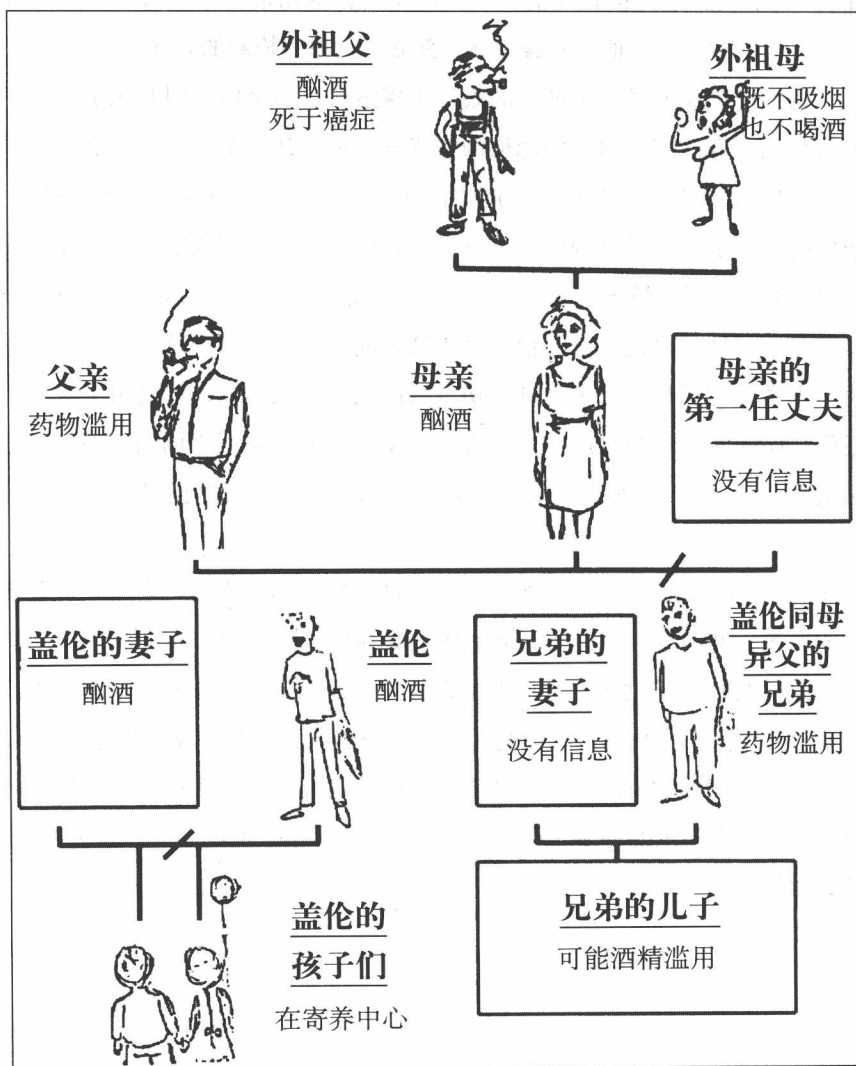 外祖父
酗酒
死于癌症
外祖母
既不吸烟
也不喝酒
父亲
药物滥用
母亲
酗酒
母亲的
第一任丈夫
没有信息
盖伦的妻子
酗酒
盖伦
酗酒
兄弟的
妻子
没有信息
盖伦同母
异父的
兄弟
药物滥用
盖伦的
孩子们
在寄养中心
兄弟的儿子
可能酒精滥用